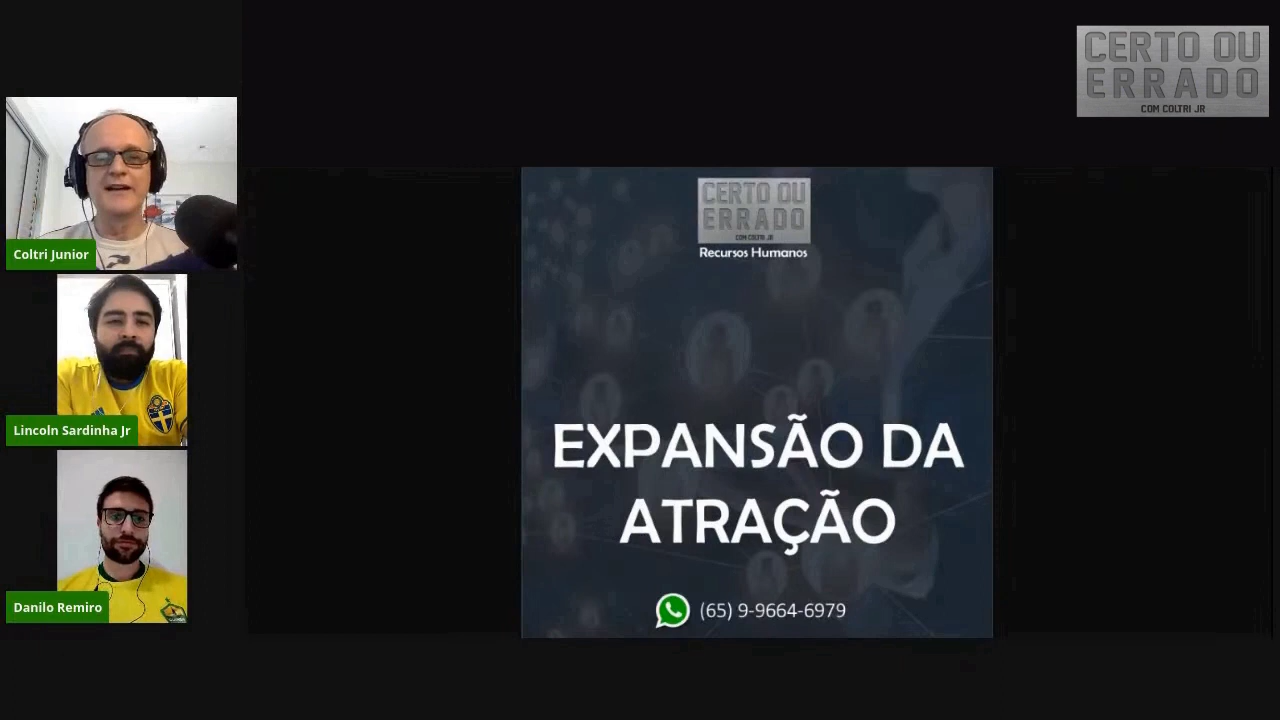 CERTO OU
ERRADO
COM COLTRI JR
Coltri Junior
Lincoln Sardinha Jr
Danilo Remiro
CERTO OU
ERRADO
COM COLTRI JR
Recursos Humanos
EXPANSÃO DA
ATRAÇÃO
(65) 9-9664-6979